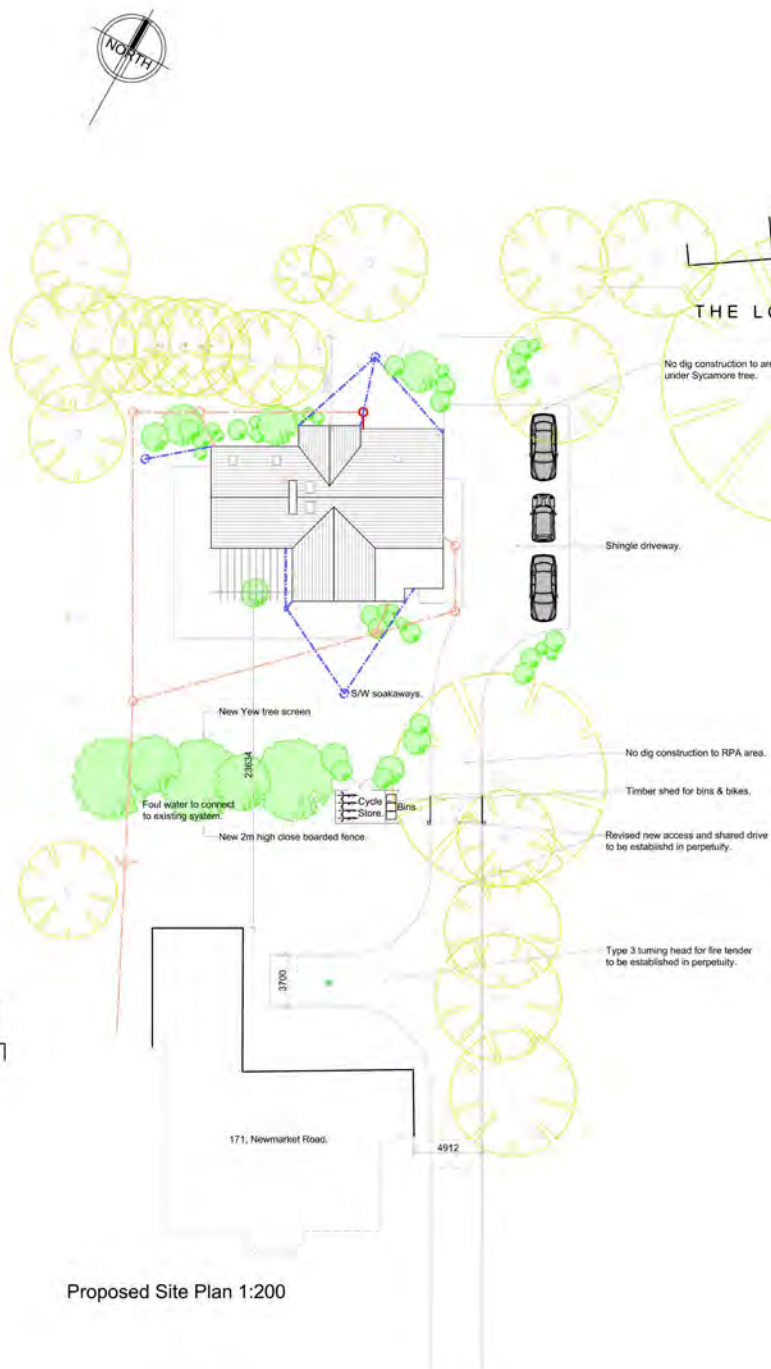 NORTH
THE LO
No dig construction to are
under Sycamore tree.
Shingle driveway.
S/W soakaways.
New Yew tree screen
23634
No dig construction to RPA area.
Cycle
Store.
Bins
Timber shed for bins & bikes.
Foul water to connect
to existing system.
New 2m high close boarded fence.
Revised new access and shared drive
to be establishd in perpetuity.
3700
Type 3 turning head for fire tender
to be established in perpetuity.
171, Newmarket Road.
4912
Proposed Site Plan 1:200